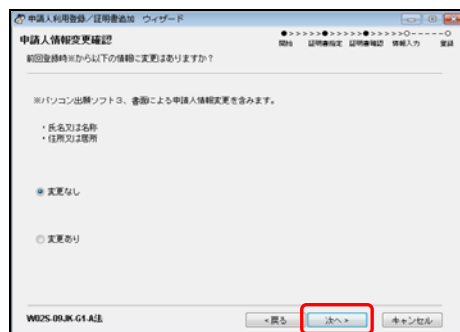 申請人利用登録／証明書追加 ウィザード
申請人情報変更確認
●>>>>>●>>>>>●>>>>>○-----○
開始 証明書指定 証明書確認 情報入力 登録
前回登録時※から以下の情報に変更はありますか？
※パソコン出願ソフト３、書面による申請人情報変更を含みます。
・氏名又は名称
・住所又は居所
変更なし
変更あり
W02S-09JK-G1-A法
<戻る 次へ> キャンセル